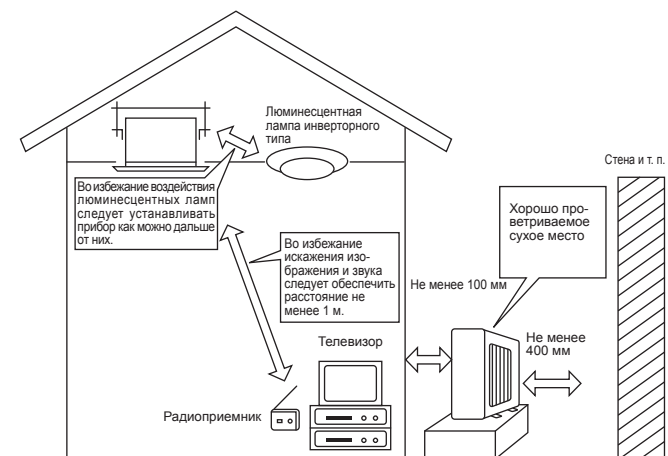 Люминесцентная
лампа инверторного
типа
Стена и т. п.
Во избежание воздействия
люминесцентных ламп
следует устанавливать
прибор как можно дальше
от них.
Хорошо про-
ветриваемое
сухое место
Во избежание
искажения изо-
бражения и звука
следует обеспечить
расстояние не
менее 1 м.
Не менее 100 мм
Телевизор
Не менее
400 мм
Радиоприемник